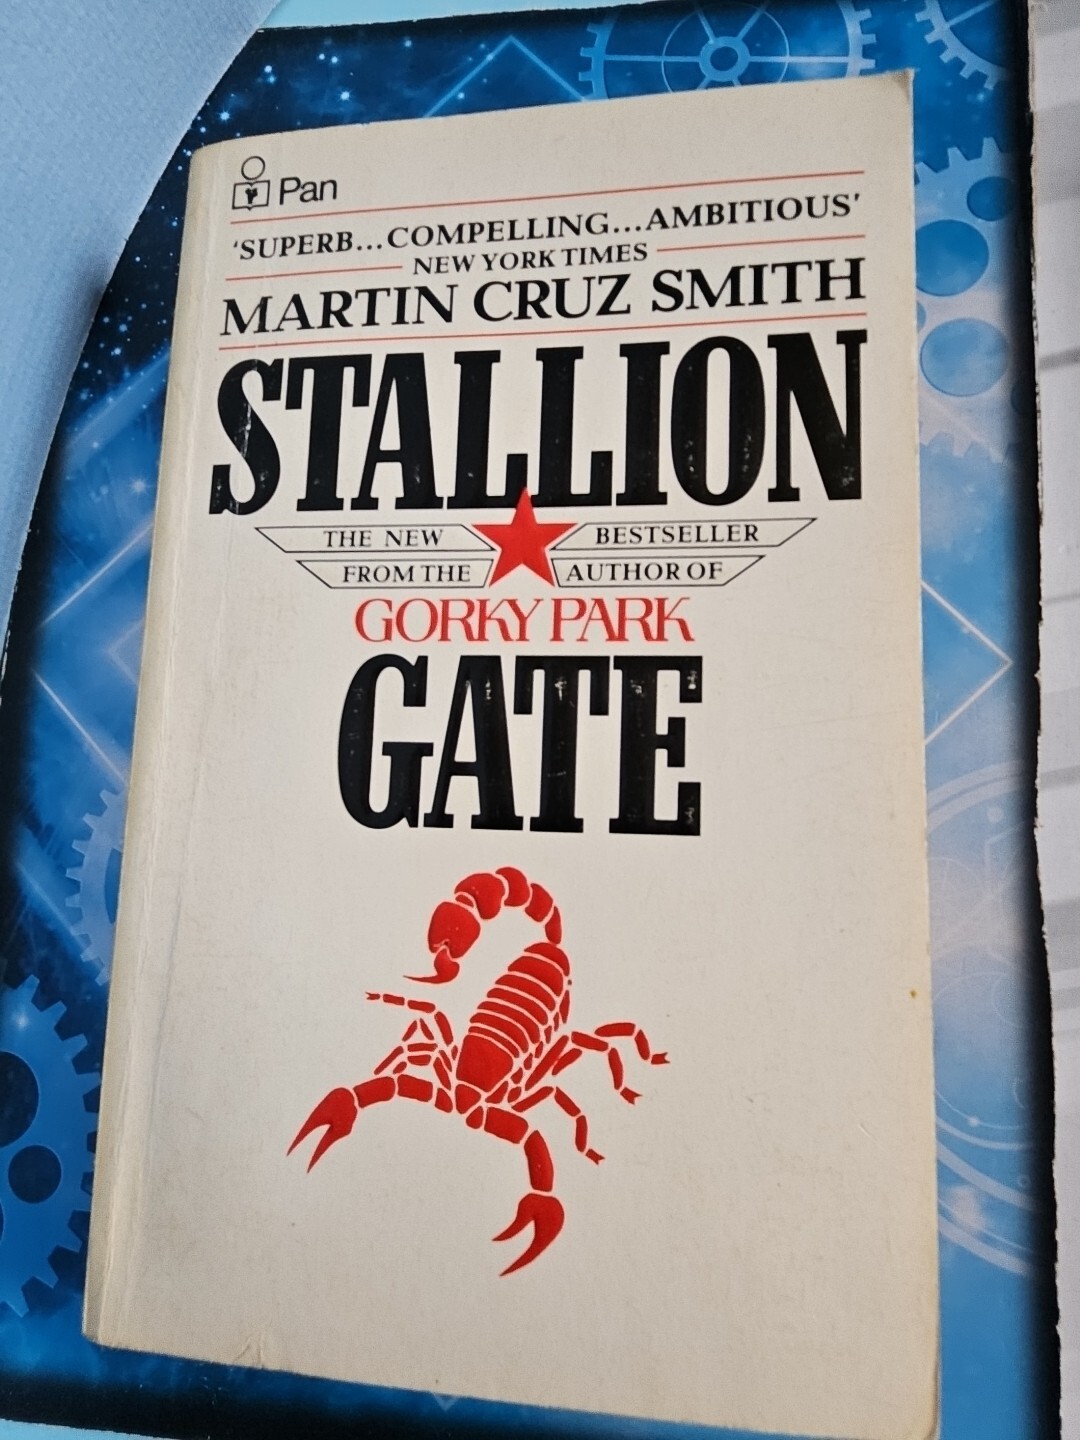 Pan
'SUPERB...COMPELLING...AMBITIOUS'
NEW YORK TIMES
MARTIN CRUZ SMITH
STALLION
THE NEW BESTSELLER
FROM THE AUTHOR OF
GORKY PARK
GATE